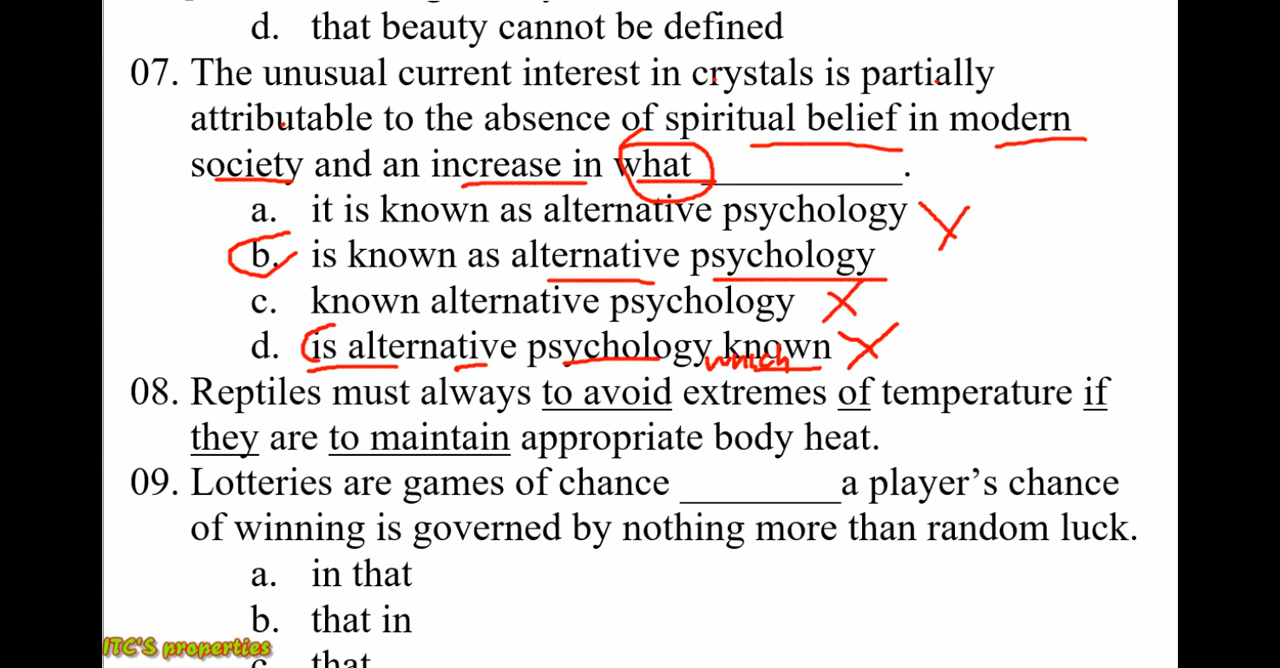 d. that beauty cannot be defined
07. The unusual current interest in crystals is partially
attributable to the absence of spiritual belief in modern
society and an increase in what __________.
a. it is known as alternative psychology
b. is known as alternative psychology
c. known alternative psychology
d. is alternative psychology known
which
08. Reptiles must always to avoid extremes of temperature if
they are to maintain appropriate body heat.
09. Lotteries are games of chance ________ a player's chance
of winning is governed by nothing more than random luck.
a. in that
b. that in
c. that
ITC'S properties